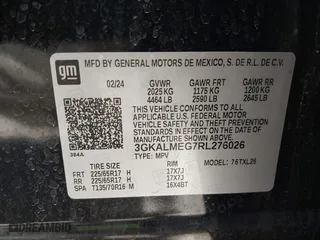 gm MFD BY GENERAL MOTORS DE MEXICO, S. DE R.L. DE C.V.
02/24 GVWR GAWR FRT GAWR RR
2025 KG 1175 KG 1200 KG
4464 LB 2590 LB 2645 LB
THIS VEHICLE CONFORMS TO ALL
APPLICABLE U.S. FEDERAL MOTOR
VEHICLE SAFETY AND THEFT
PREVENTION STANDARDS IN EFFECT
ON THE DATE OF MANUFACTURE
SHOWN ABOVE.
3GKALMEG7RL276026
384A TYPE: MPV MODEL: 76TXL26
TIRE SIZE RIM
FRT 225/65R17 H 17X7J
RR 225/65R17 H 17X7J
SPA T135/70R16 M 16X4BT
DREAMBID